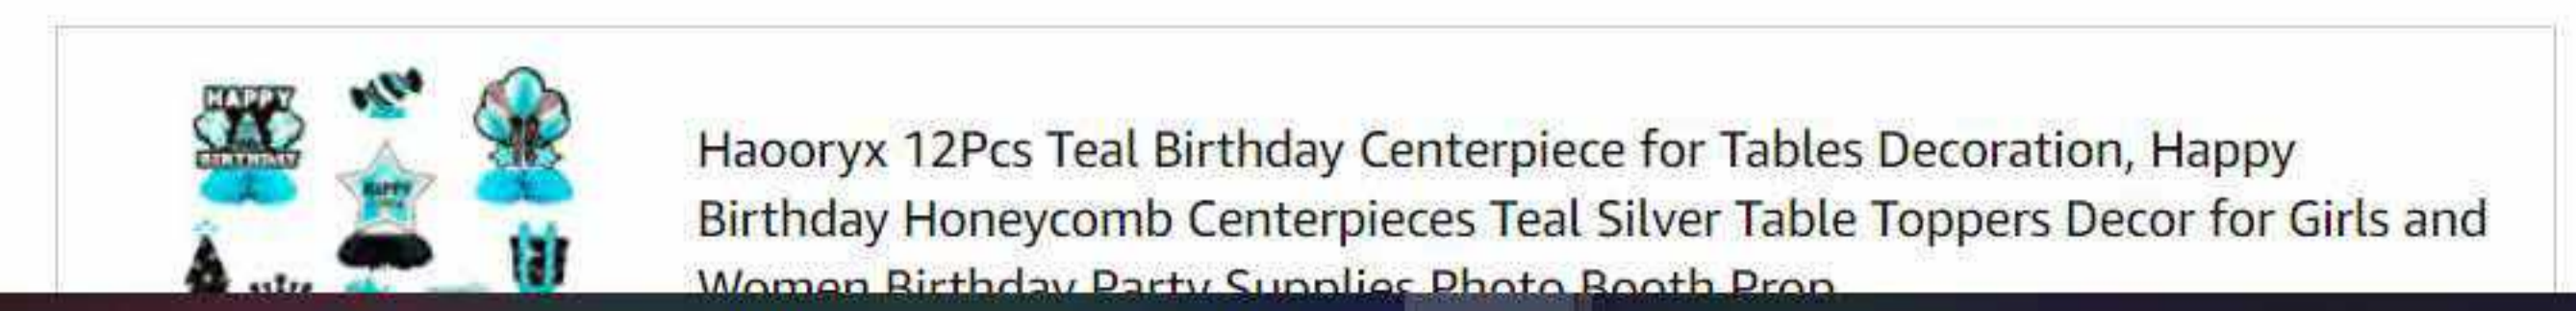 HAPPY
BIRTHDAY
HAPPY
Haooryx 12Pcs Teal Birthday Centerpiece for Tables Decoration, Happy
Birthday Honeycomb Centerpieces Teal Silver Table Toppers Decor for Girls and
Women Birthday Party Supplies Photo Booth Prop